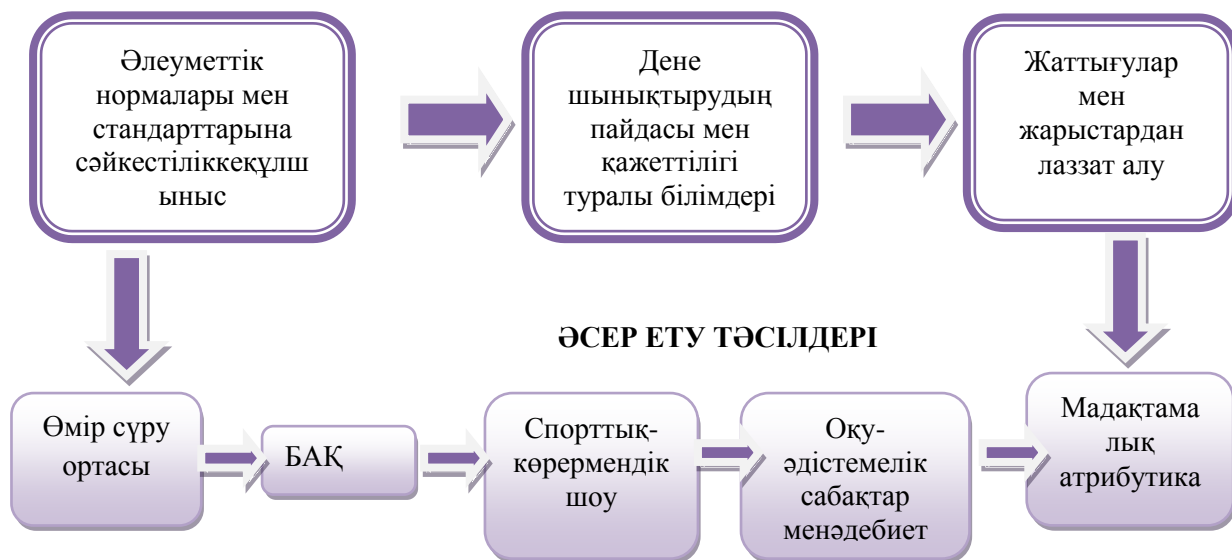 Әлеуметтік
нормалары мен
стандарттарына
сәйкестіліккеқұлш
ыныс
Дене
шынықтырудың
пайдасы мен
қажеттілігі
туралы білімдері
Жаттығулар
мен
жарыстардан
лаззат алу
ӘСЕР ЕТУ ТӘСІЛДЕРІ
Өмір сүру
ортасы
БАҚ
Спорттық-
көрермендік
шоу
Оқу-
әдістемелік
сабақтар
менәдебиет
Мадақтама
лық
атрибутика